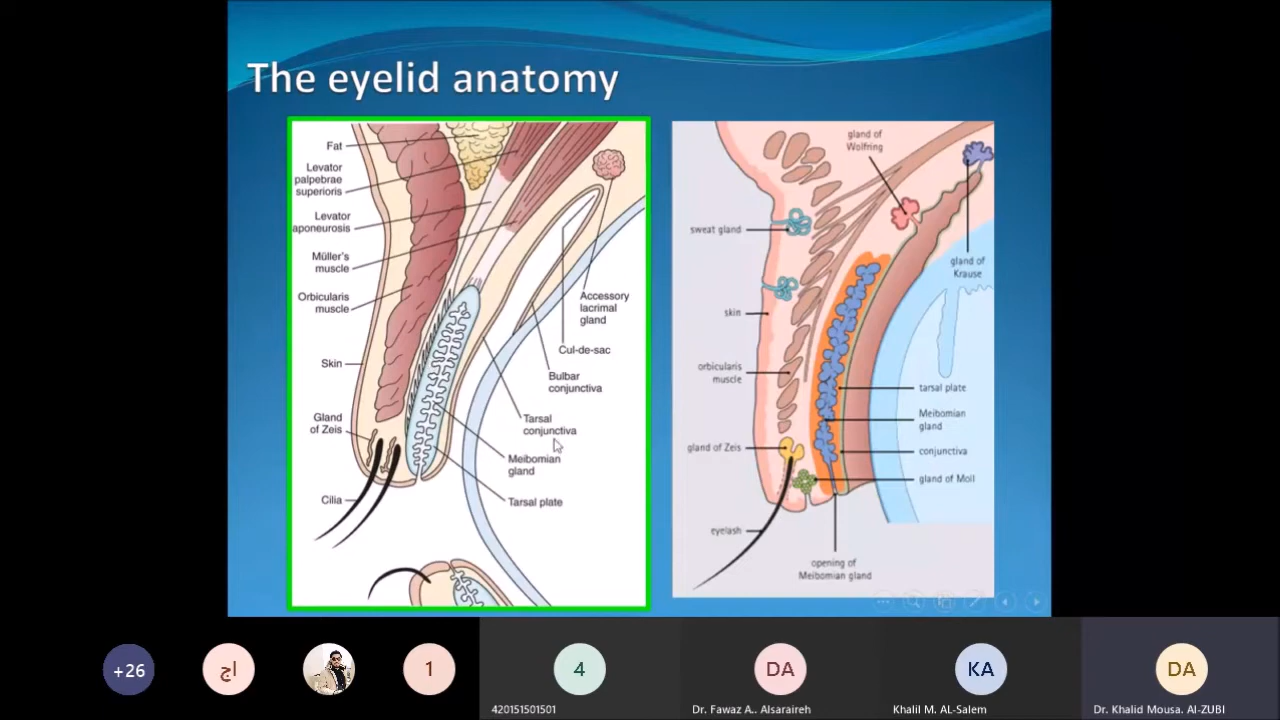 The eyelid anatomy
Fat
Levator
palpebrae
superioris
Levator
aponeurosis
Müller's
muscle
Orbicularis
muscle
Skin
Gland
of Zeis
Cilia
Accessory
lacrimal
gland
Cul-de-sac
Bulbar
conjunctiva
Tarsal
conjunctiva
Meibomian
gland
Tarsal plate
gland of
Wolfring
sweat gland
gland of
Krause
skin
orbicularis
muscle
tarsal plate
Meibomian
gland
gland of Zeis
conjunctiva
gland of Moll
eyelash
opening of
Meibomian gland
+26
اج
1
4
DA
KA
DA
420151501501
Dr. Fawaz A.. Alsaraireh
Khalil M. AL-Salem
Dr. Khalid Mousa. Al-ZUBI